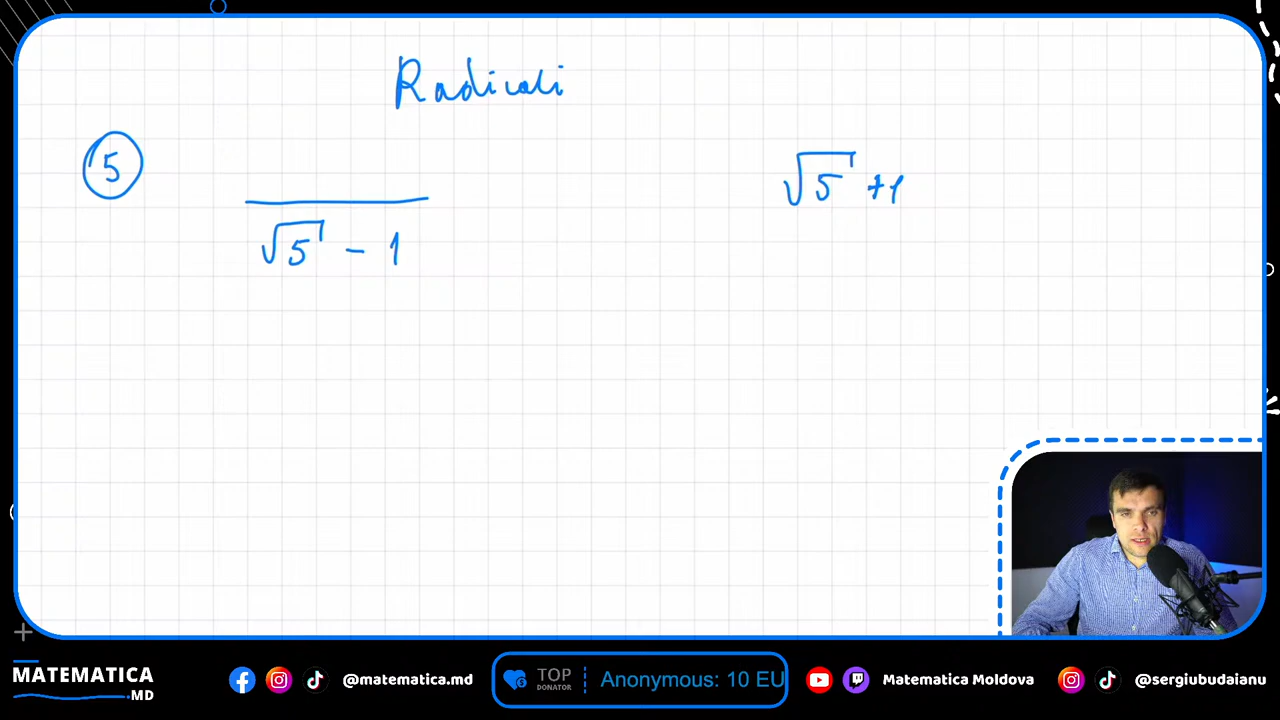 Radicali
5
√5 - 1
√5 +1
MATEMATICA
.MD
@matematica.md
TOP
DONATOR
Anonymous: 10 EU
Matematica Moldova
@sergiubudaianu